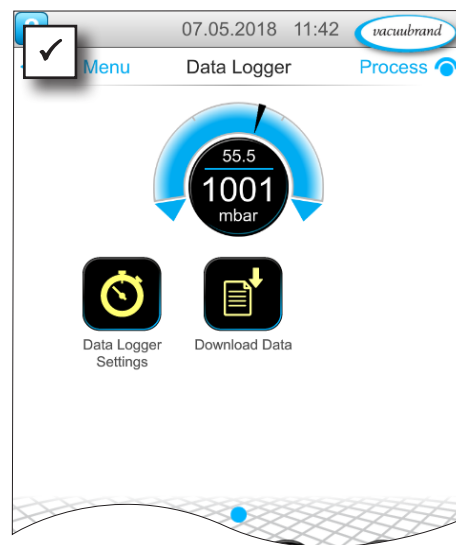 07.05.2018 11:42 vacuubrand
Menu Data Logger Process
55.5
1001
mbar
Data Logger
Settings
Download Data